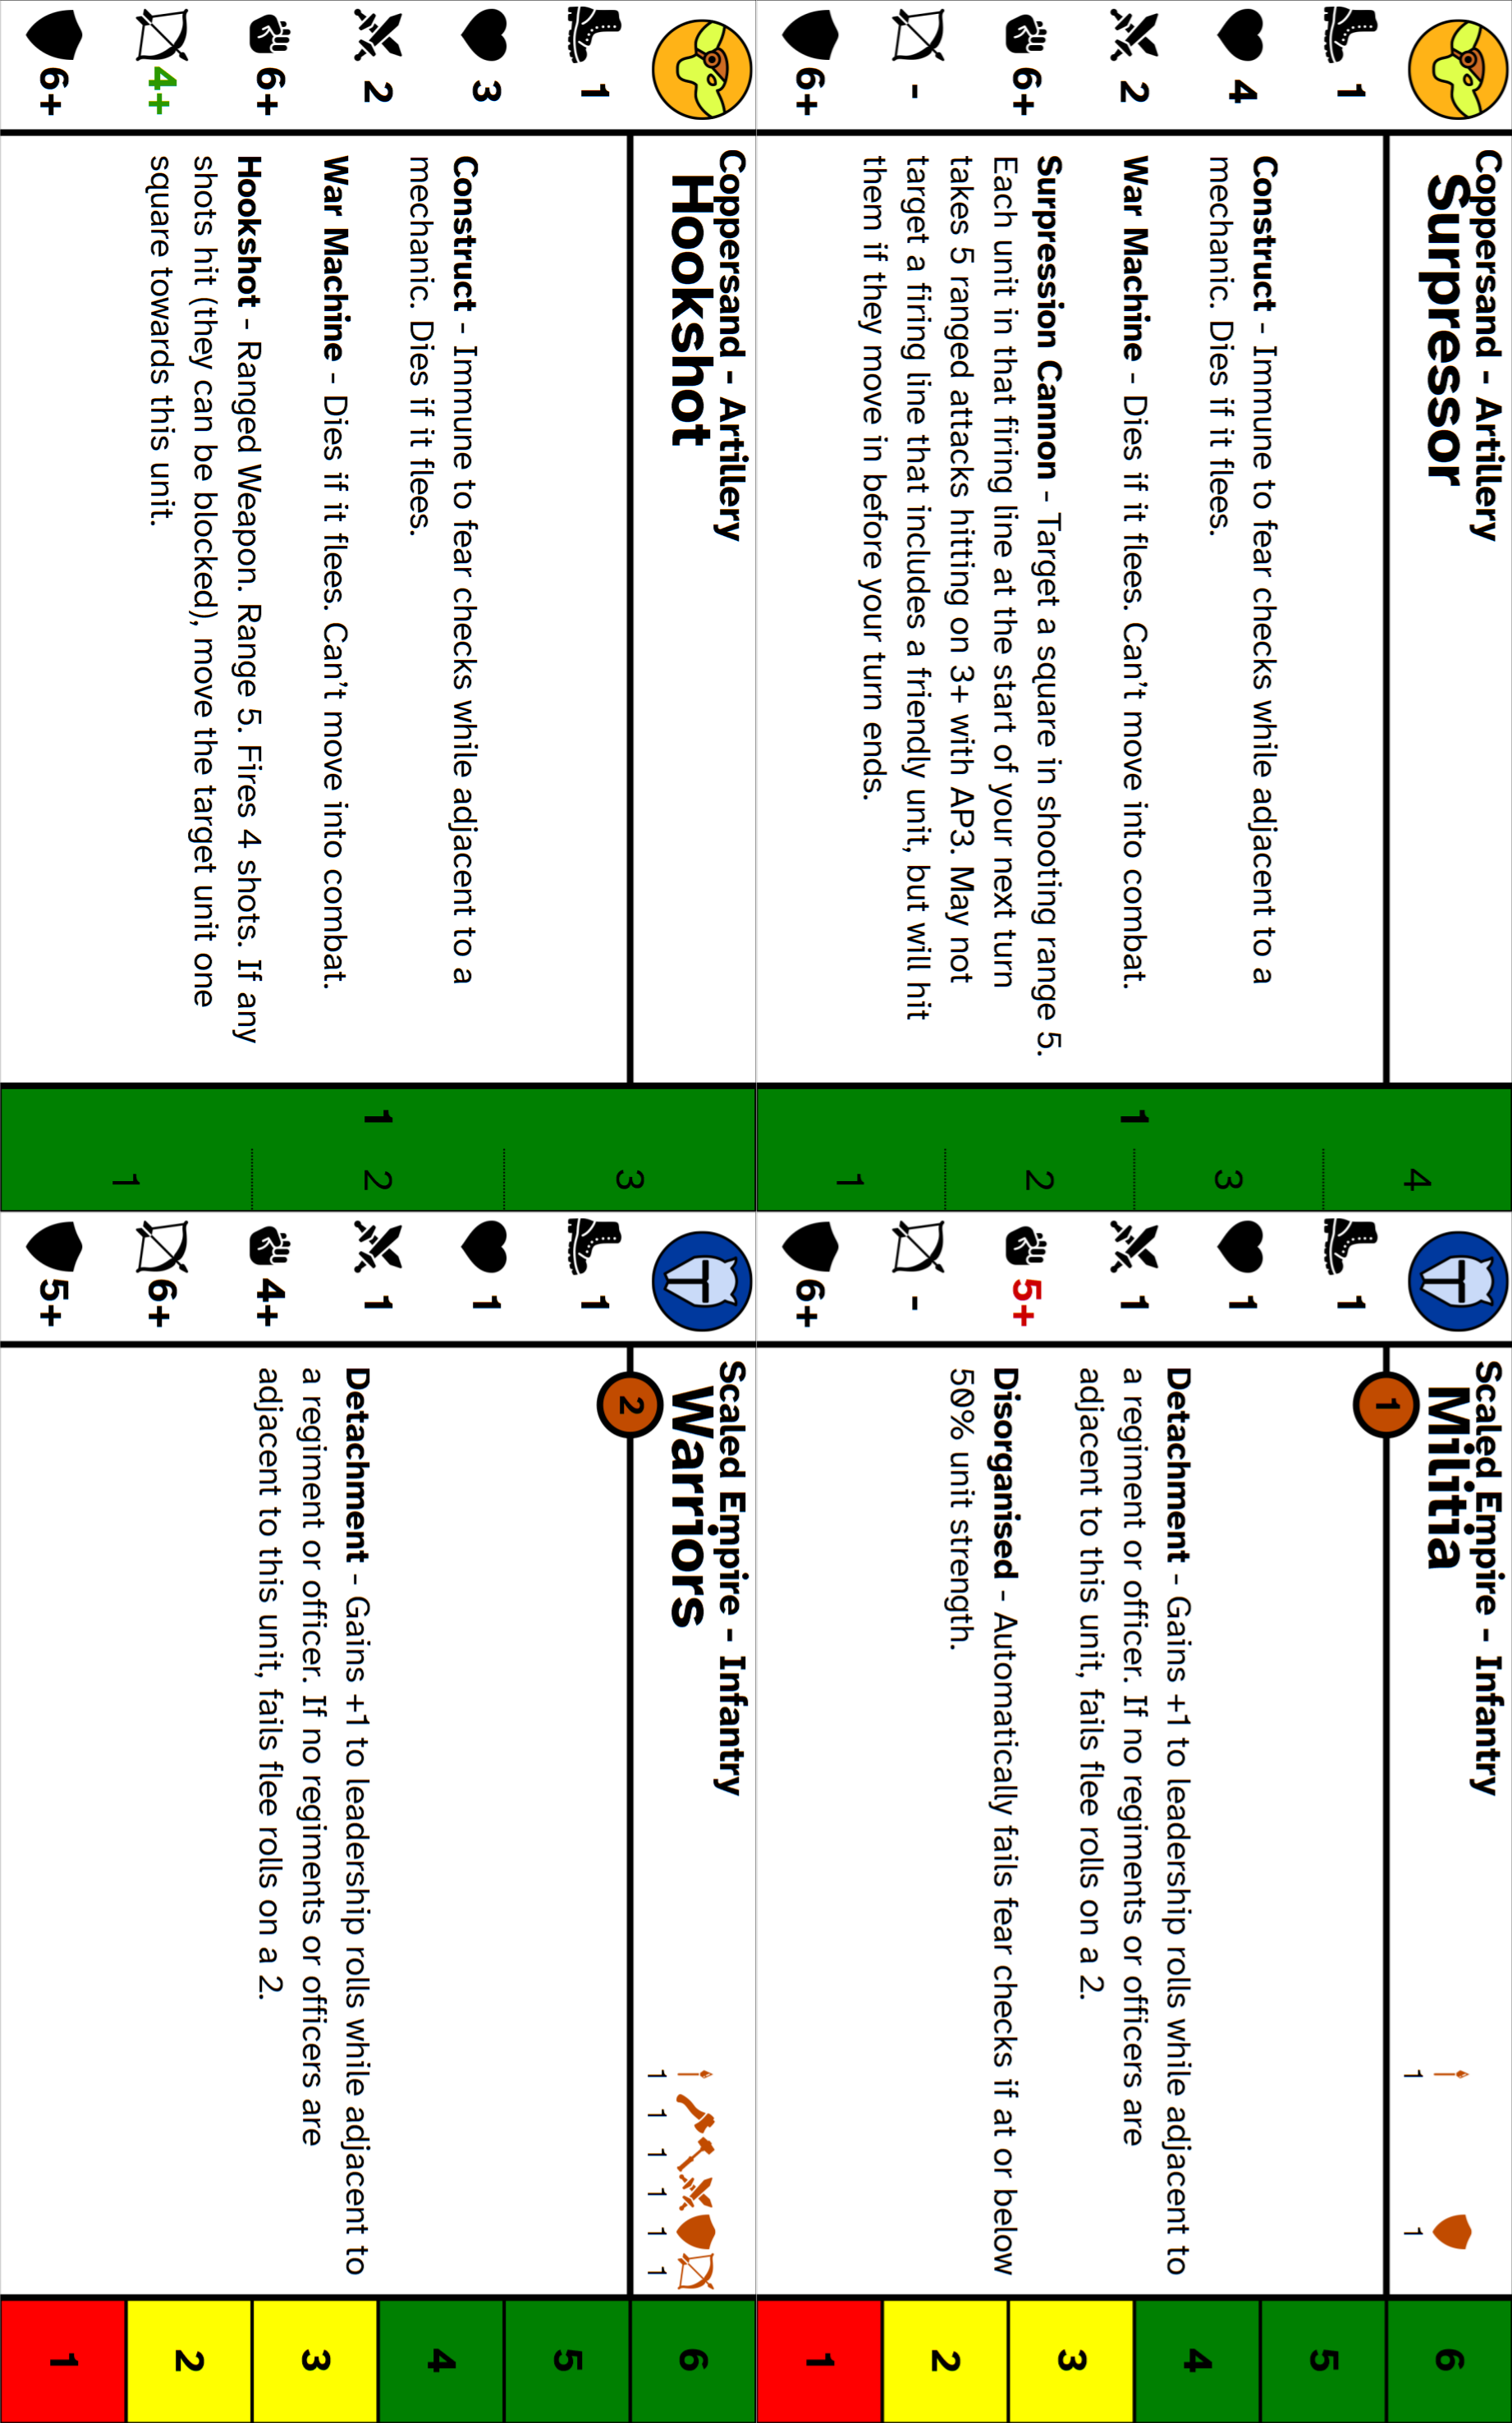 Coppersand - Artillery
Surpressor
1
4
2
6+
-
6+
Construct - Immune to fear checks while adjacent to a
mechanic. Dies if it flees.
War Machine - Dies if it flees. Can't move into combat.
Surpression Cannon - Target a square in shooting range 5.
Each unit in that firing line at the start of your next turn
takes 5 ranged attacks hitting on 3+ with AP3. May not
target a firing line that includes a friendly unit, but will hit
them if they move in before your turn ends.
1
4
3
2
1
Scaled Empire - Infantry
Militia
1
1
1
1
1
1
5+
-
6+
Detachment - Gains +1 to leadership rolls while adjacent to
a regiment or officer. If no regiments or officers are
adjacent to this unit, fails flee rolls on a 2.
Disorganised - Automatically fails fear checks if at or below
50% unit strength.
6
5
4
3
2
1
Coppersand - Artillery
Hookshot
1
3
2
6+
4+
6+
Construct - Immune to fear checks while adjacent to a
mechanic. Dies if it flees.
War Machine - Dies if it flees. Can't move into combat.
Hookshot - Ranged Weapon. Range 5. Fires 4 shots. If any
shots hit (they can be blocked), move the target unit one
square towards this unit.
1
3
2
1
Scaled Empire - Infantry
Warriors
1 1 1 1 1 1
2
1
1
1
4+
6+
5+
Detachment - Gains +1 to leadership rolls while adjacent to
a regiment or officer. If no regiments or officers are
adjacent to this unit, fails flee rolls on a 2.
6
5
4
3
2
1